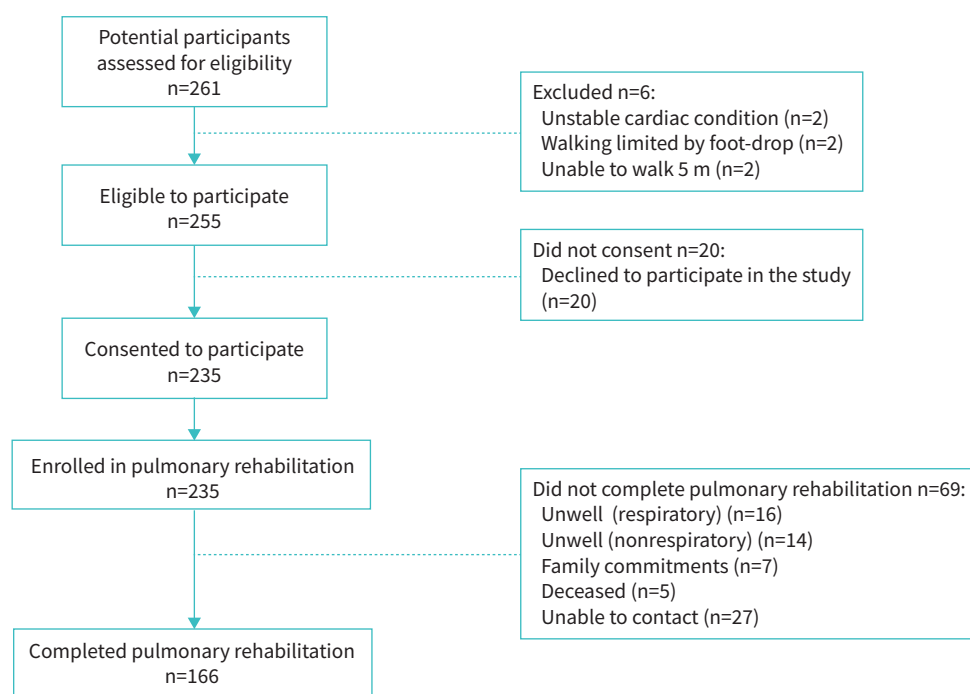 Potential participants
assessed for eligibility
n=261
Excluded n=6:
Unstable cardiac condition (n=2)
Walking limited by foot-drop (n=2)
Unable to walk 5 m (n=2)
Eligible to participate
n=255
Did not consent n=20:
Declined to participate in the study
(n=20)
Consented to participate
n=235
Enrolled in pulmonary rehabilitation
n=235
Did not complete pulmonary rehabilitation n=69:
Unwell (respiratory) (n=16)
Unwell (nonrespiratory) (n=14)
Family commitments (n=7)
Deceased (n=5)
Unable to contact (n=27)
Completed pulmonary rehabilitation
n=166